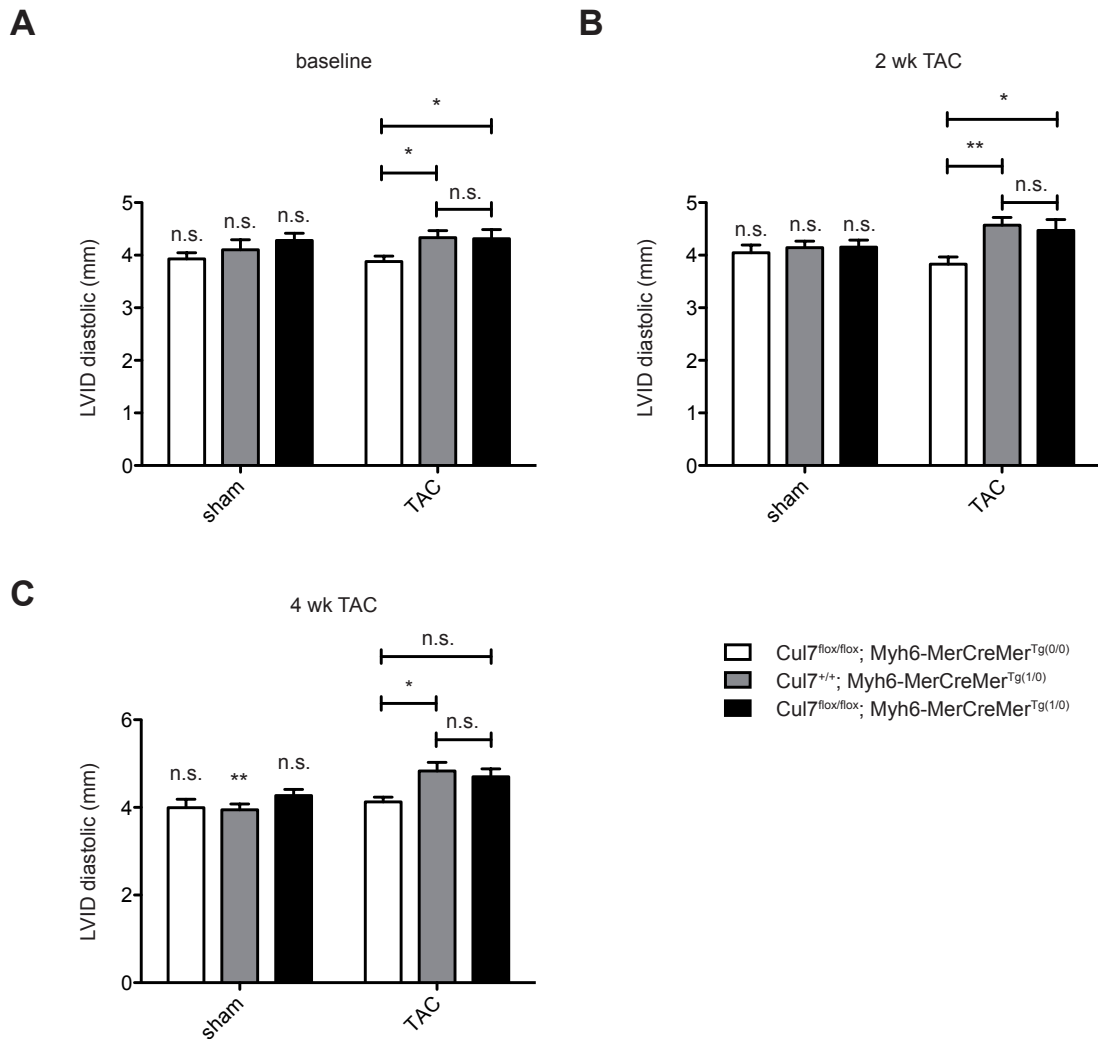 A
baseline
*
*
n.s.
n.s. n.s. n.s.
LVID diastolic (mm)
5
4
3
2
1
0
sham TAC
B
2 wk TAC
*
**
n.s.
n.s. n.s. n.s.
LVID diastolic (mm)
5
4
3
2
1
0
sham TAC
C
4 wk TAC
n.s.
*
n.s.
n.s. ** n.s.
LVID diastolic (mm)
6
4
2
0
sham TAC
Cul7flox/flox; Myh6-MerCreMerTg(0/0)
Cul7+/+; Myh6-MerCreMerTg(1/0)
Cul7flox/flox; Myh6-MerCreMerTg(1/0)